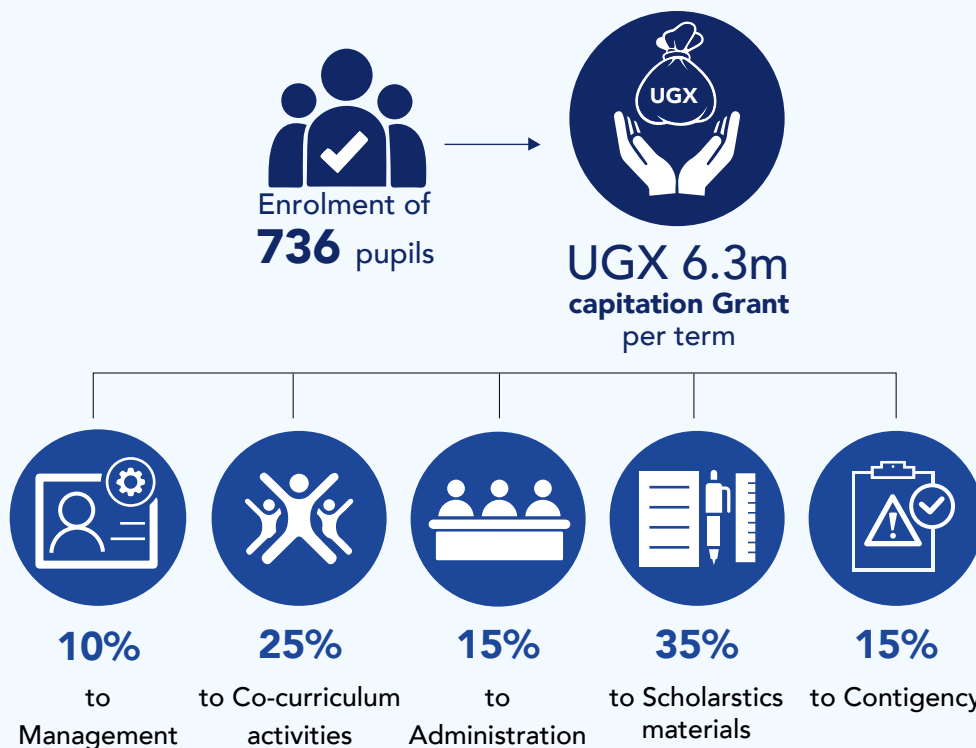 UGX
Enrolment of
736 pupils
UGX 6.3m
capitation Grant
per term
10%
to
Management
25%
to Co-curriculum
activities
15%
to
Administration
35%
to Scholarstics
materials
15%
to Contigency